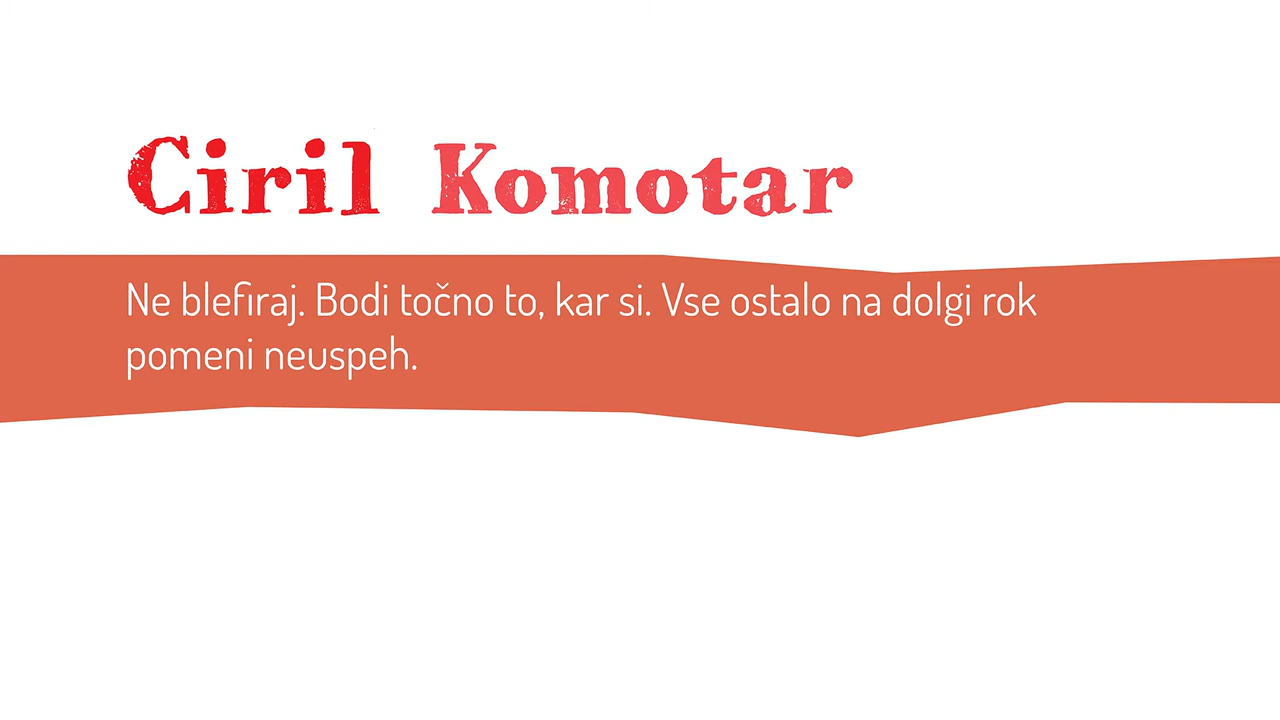 Ciril Komotar
Ne blefiraj. Bodi točno to, kar si. Vse ostalo na dolgi rok
pomeni neuspeh.